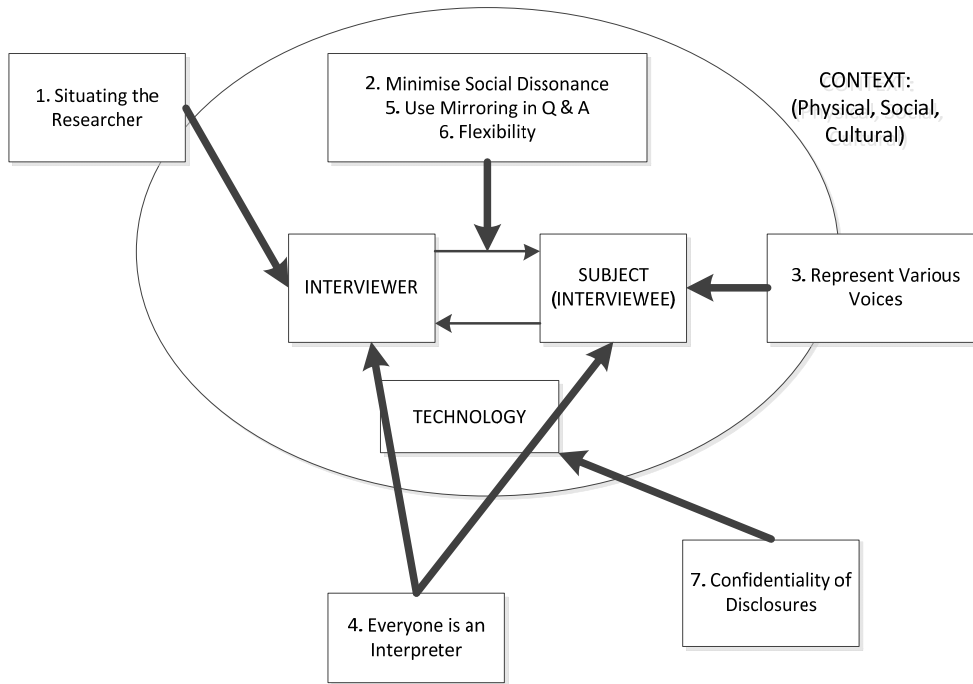 1. Situating the
Researcher
2. Minimise Social Dissonance
5. Use Mirroring in Q & A
6. Flexibility
CONTEXT:
(Physical, Social,
Cultural)
INTERVIEWER
SUBJECT
(INTERVIEWEE)
3. Represent Various
Voices
TECHNOLOGY
4. Everyone is an
Interpreter
7. Confidentiality of
Disclosures